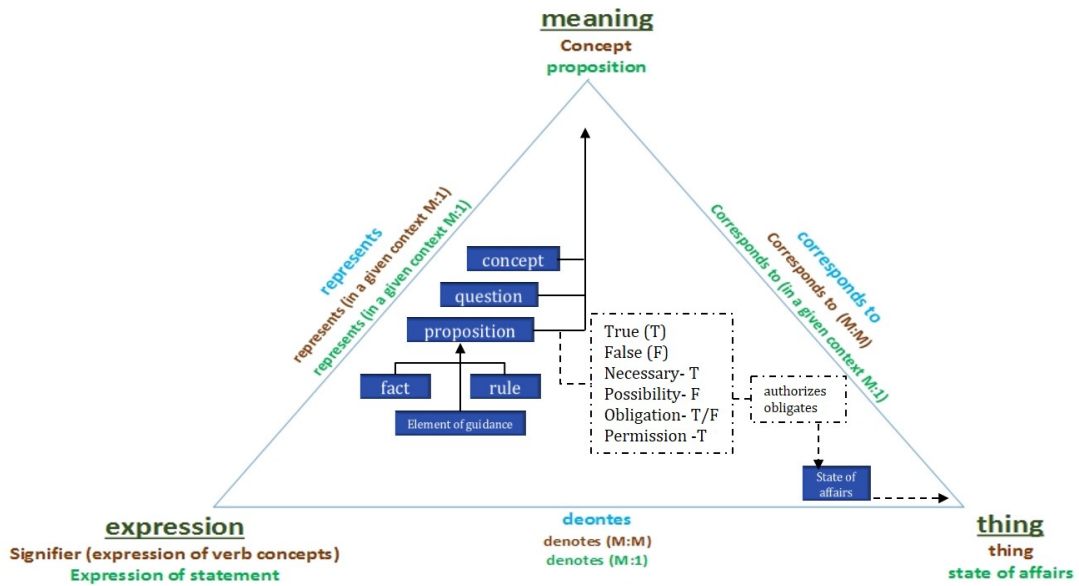 meaning
Concept
proposition
represents
represents (in a given context M:1)
represents (in a given context M:1)
corresponds to
Corresponds to (M:M)
Corresponds to (in a given context M:1)
concept
question
proposition
fact
rule
Element of guidance
True (T)
False (F)
Necessary- T
Possibility- F
Obligation- T/F
Permission -T
authorizes
obligates
State of
affairs
expression
Signifier (expression of verb concepts)
Expression of statement
deontes
denotes (M:M)
denotes (M:1)
thing
thing
state of affairs